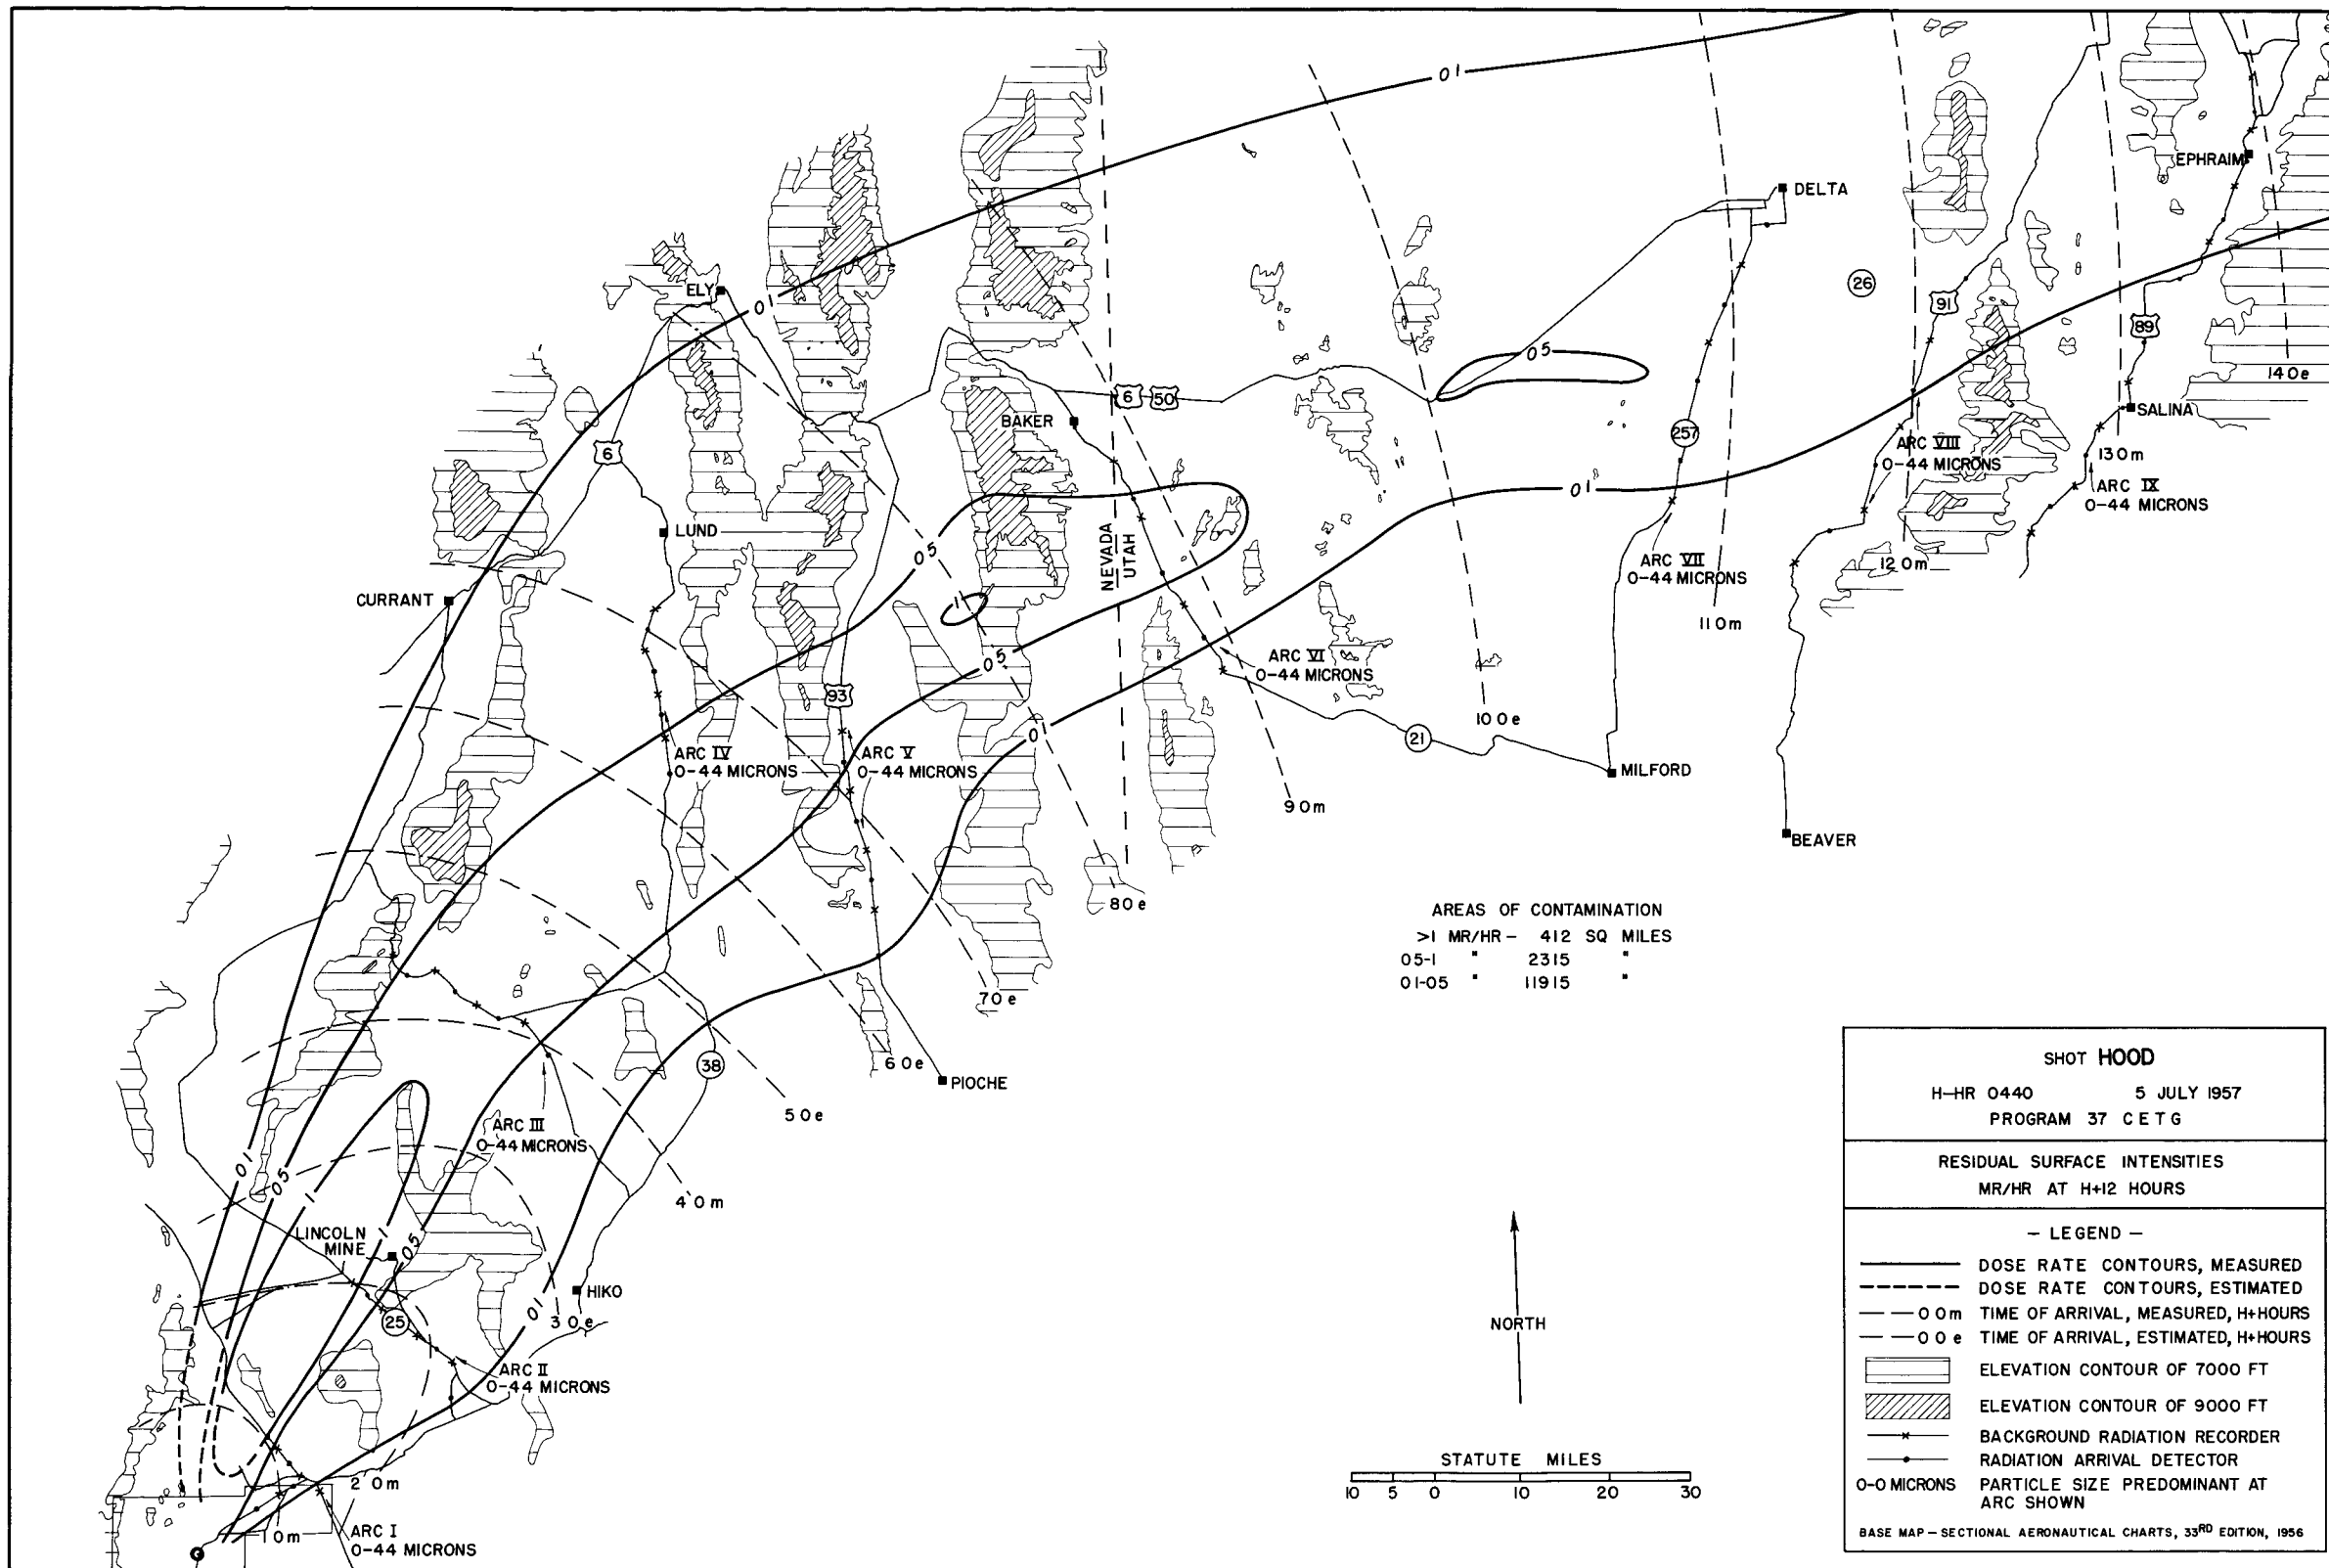 01
EPHRAIM
DELTA
ELY
01
26
91
89
05
140e
6 50
BAKER
SALINA
6
257
ARC VIII
0-44 MICRONS
130m
01
ARC IX
0-44 MICRONS
LUND
05
NEVADA
UTAH
ARC VII
0-44 MICRONS
120m
CURRANT
1
110m
05
ARC VI
0-44 MICRONS
93
100e
01
21
ARC IV
0-44 MICRONS
ARC V
0-44 MICRONS
MILFORD
90m
BEAVER
80e
AREAS OF CONTAMINATION
>1 MR/HR - 412 SQ MILES
05-1 " 2315 "
01-05 " 11915 "
70e
60e
38
PIOCHE
50e
ARC III
0-44 MICRONS
01
05
1
40m
LINCOLN
MINE
1
05
HIKO
25
01
30e
ARC II
0-44 MICRONS
20m
10m
ARC I
0-44 MICRONS
NORTH
STATUTE MILES
10 5 0 10 20 30
SHOT HOOD
H-HR 0440 5 JULY 1957
PROGRAM 37 CETG
RESIDUAL SURFACE INTENSITIES
MR/HR AT H+12 HOURS
- LEGEND -
DOSE RATE CONTOURS, MEASURED
DOSE RATE CONTOURS, ESTIMATED
00m TIME OF ARRIVAL, MEASURED, H+HOURS
00e TIME OF ARRIVAL, ESTIMATED, H+HOURS
ELEVATION CONTOUR OF 7000 FT
ELEVATION CONTOUR OF 9000 FT
BACKGROUND RADIATION RECORDER
RADIATION ARRIVAL DETECTOR
0-0 MICRONS PARTICLE SIZE PREDOMINANT AT
ARC SHOWN
BASE MAP - SECTIONAL AERONAUTICAL CHARTS, 33RD EDITION, 1956